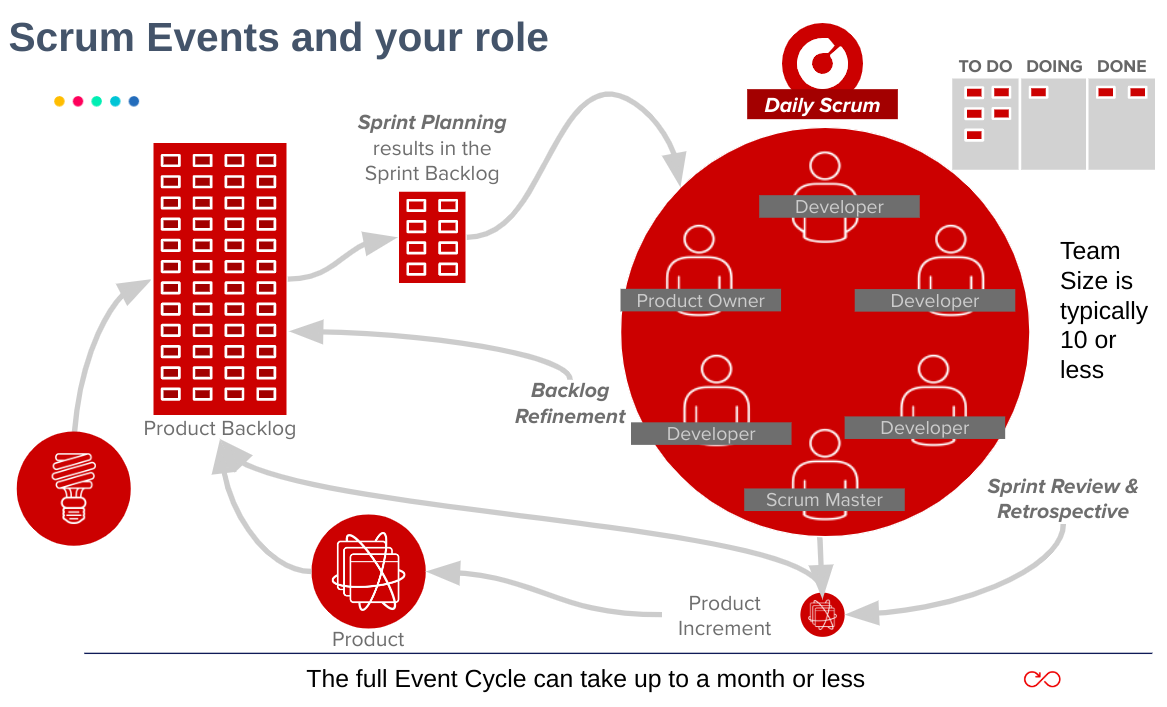 Scrum Events and your role
TO DO DOING DONE
Daily Scrum
Sprint Planning
results in the
Sprint Backlog
Developer
Product Owner
Developer
Team
Size is
typically
10 or
less
Backlog
Refinement
Product Backlog
Developer
Developer
Scrum Master
Sprint Review &
Retrospective
Product
Increment
Product
The full Event Cycle can take up to a month or less